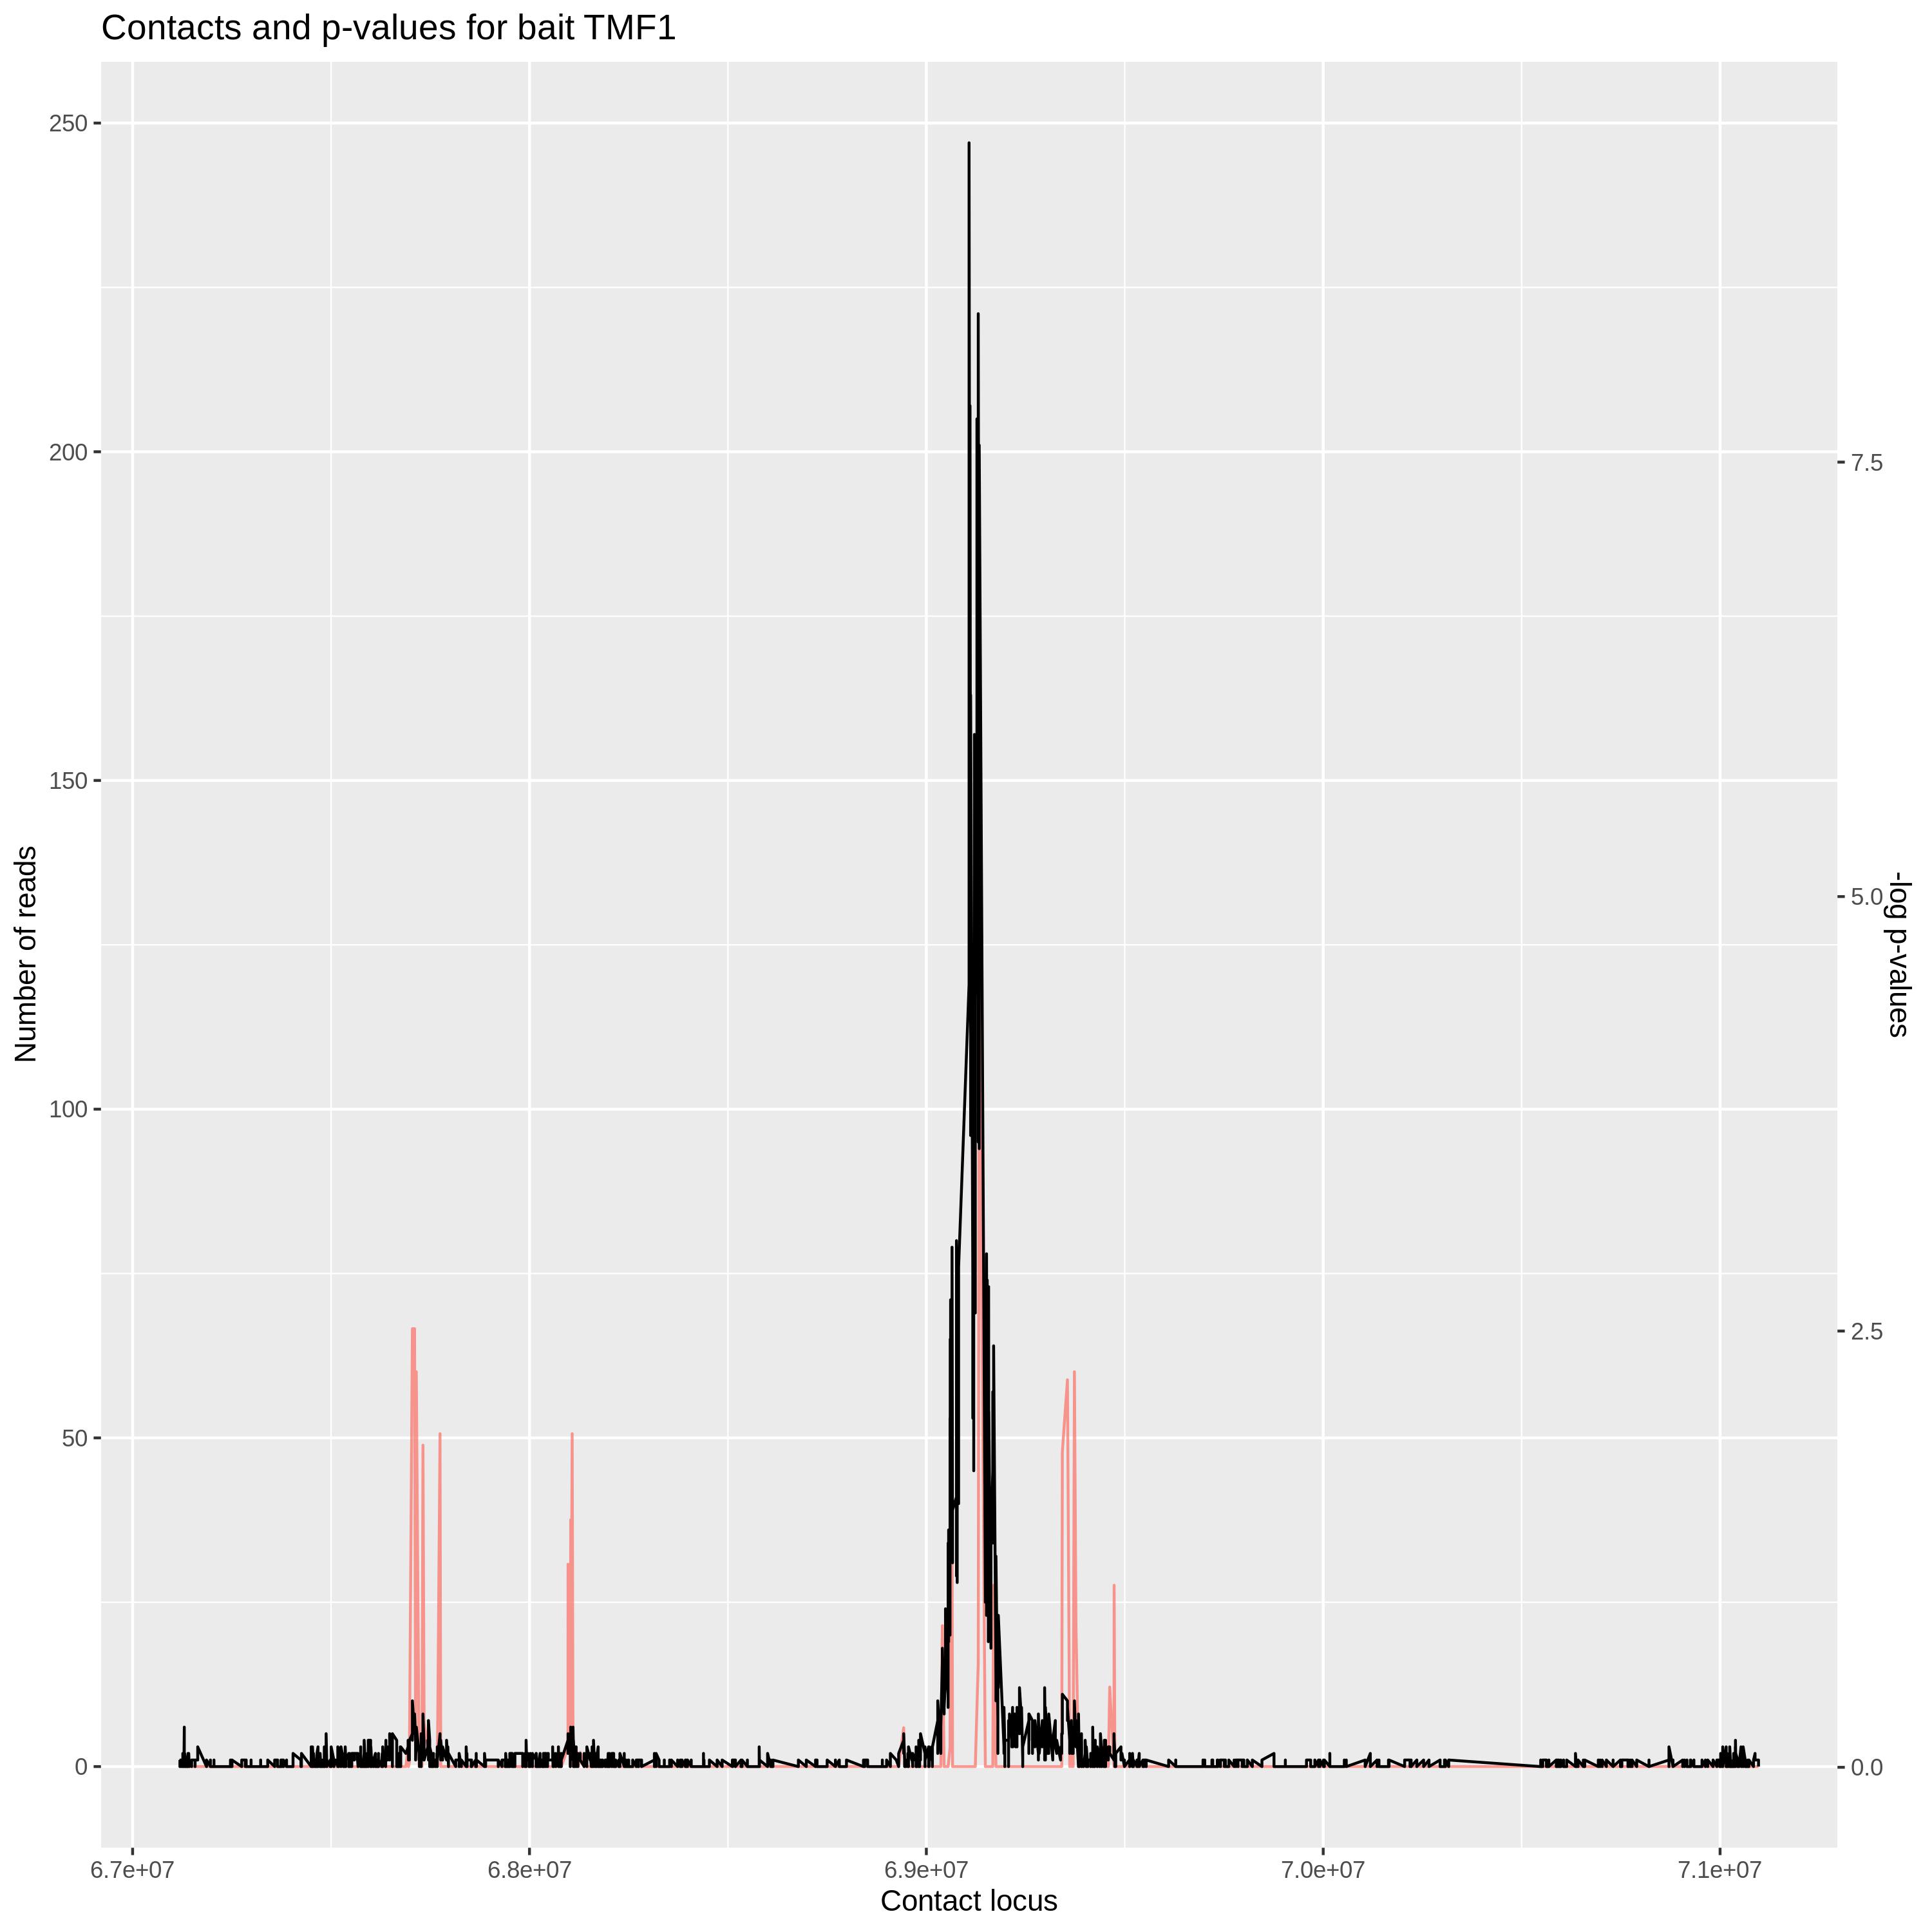 Contacts and p-values for bait TMF1
250
200
150
100
50
0
Number of reads
7.5
5.0
2.5
0.0
-log p-values
6.7e+07
6.8e+07
6.9e+07
7.0e+07
7.1e+07
Contact locus